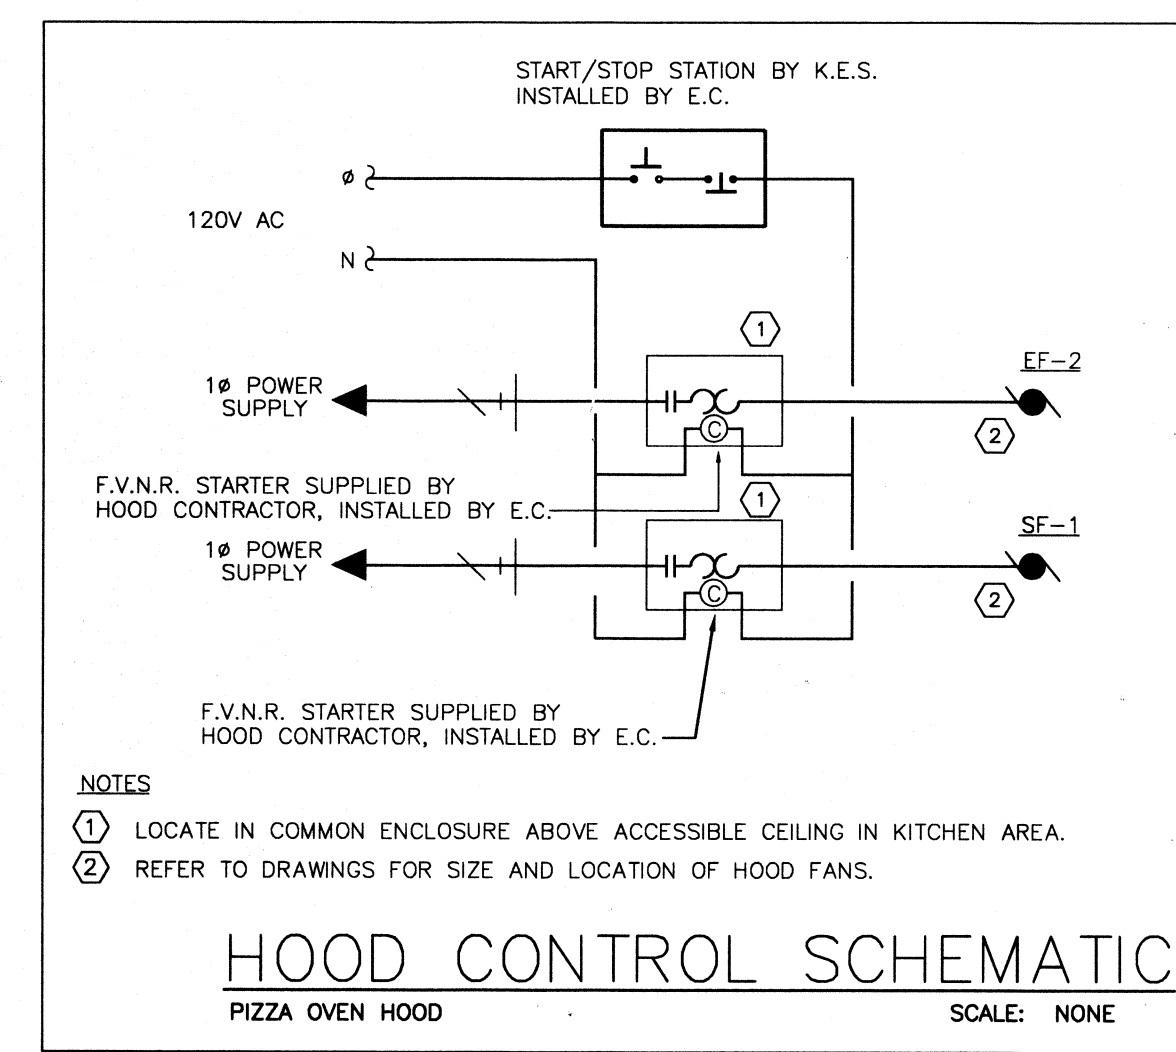 START/STOP STATION BY K.E.S.
INSTALLED BY E.C.
Ø
120V AC
N
1
EF-2
1Ø POWER
SUPPLY
C
2
F.V.N.R. STARTER SUPPLIED BY
HOOD CONTRACTOR, INSTALLED BY E.C.
1
SF-1
1Ø POWER
SUPPLY
C
2
F.V.N.R. STARTER SUPPLIED BY
HOOD CONTRACTOR, INSTALLED BY E.C.
NOTES
1 LOCATE IN COMMON ENCLOSURE ABOVE ACCESSIBLE CEILING IN KITCHEN AREA.
2 REFER TO DRAWINGS FOR SIZE AND LOCATION OF HOOD FANS.
HOOD CONTROL SCHEMATIC
PIZZA OVEN HOOD SCALE: NONE